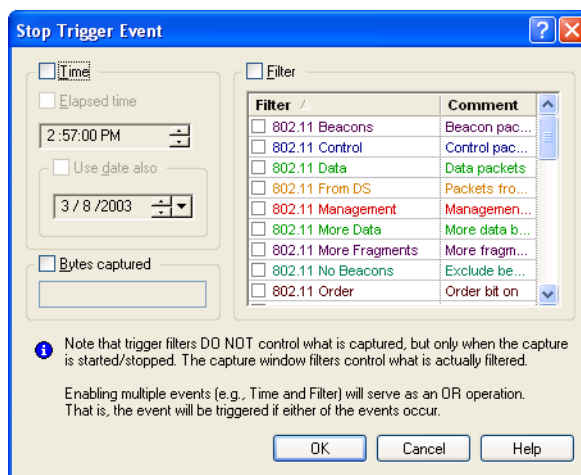 Stop Trigger Event
Time
Elapsed time
2:57:00 PM
Use date also
3 / 8 /2003
Bytes captured
Filter
Filter Comment
802.11 Beacons Beacon pac...
802.11 Control Control pac...
802.11 Data Data packets
802.11 From DS Packets fro...
802.11 Management Managemen...
802.11 More Data More data b...
802.11 More Fragments More fragm...
802.11 No Beacons Exclude be...
802.11 Order Order bit on
Note that trigger filters DO NOT control what is captured, but only when the capture
is started/stopped. The capture window filters control what is actually filtered.
Enabling multiple events (e.g., Time and Filter) will serve as an OR operation.
That is, the event will be triggered if either of the events occur.
OK Cancel Help